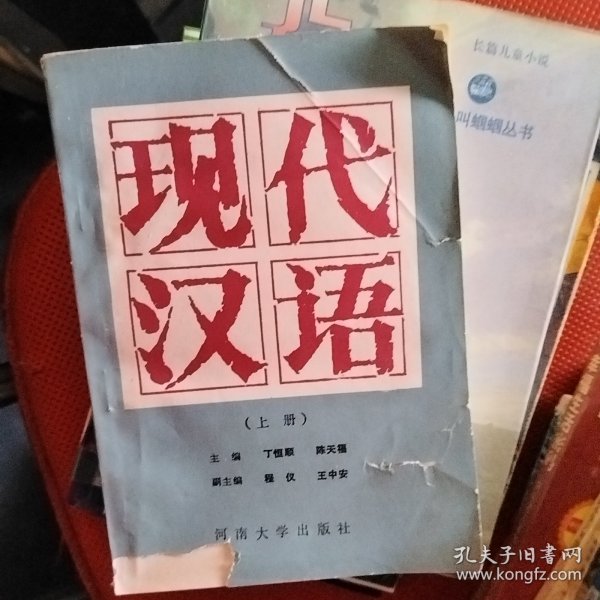 现代
汉语
(上册)
主编 丁恒顺 陈天福
副主编 程仪 王中安
河南大学出版社
长篇儿童小说
叫蝈蝈丛书
孔夫子旧书网
www.kongfz.com